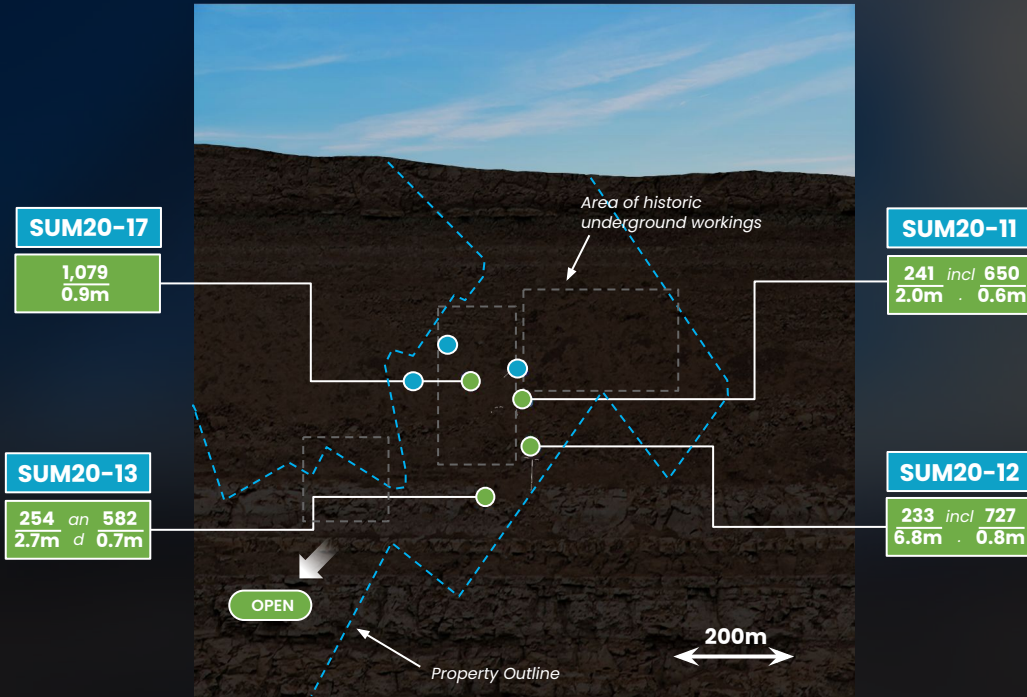 Area of historic
underground workings
SUM20-17
1,079
0.9m
SUM20-11
241 incl 650
2.0m . 0.6m
SUM20-13
254 an 582
2.7m d 0.7m
SUM20-12
233 incl 727
6.8m . 0.8m
OPEN
200m
Property Outline